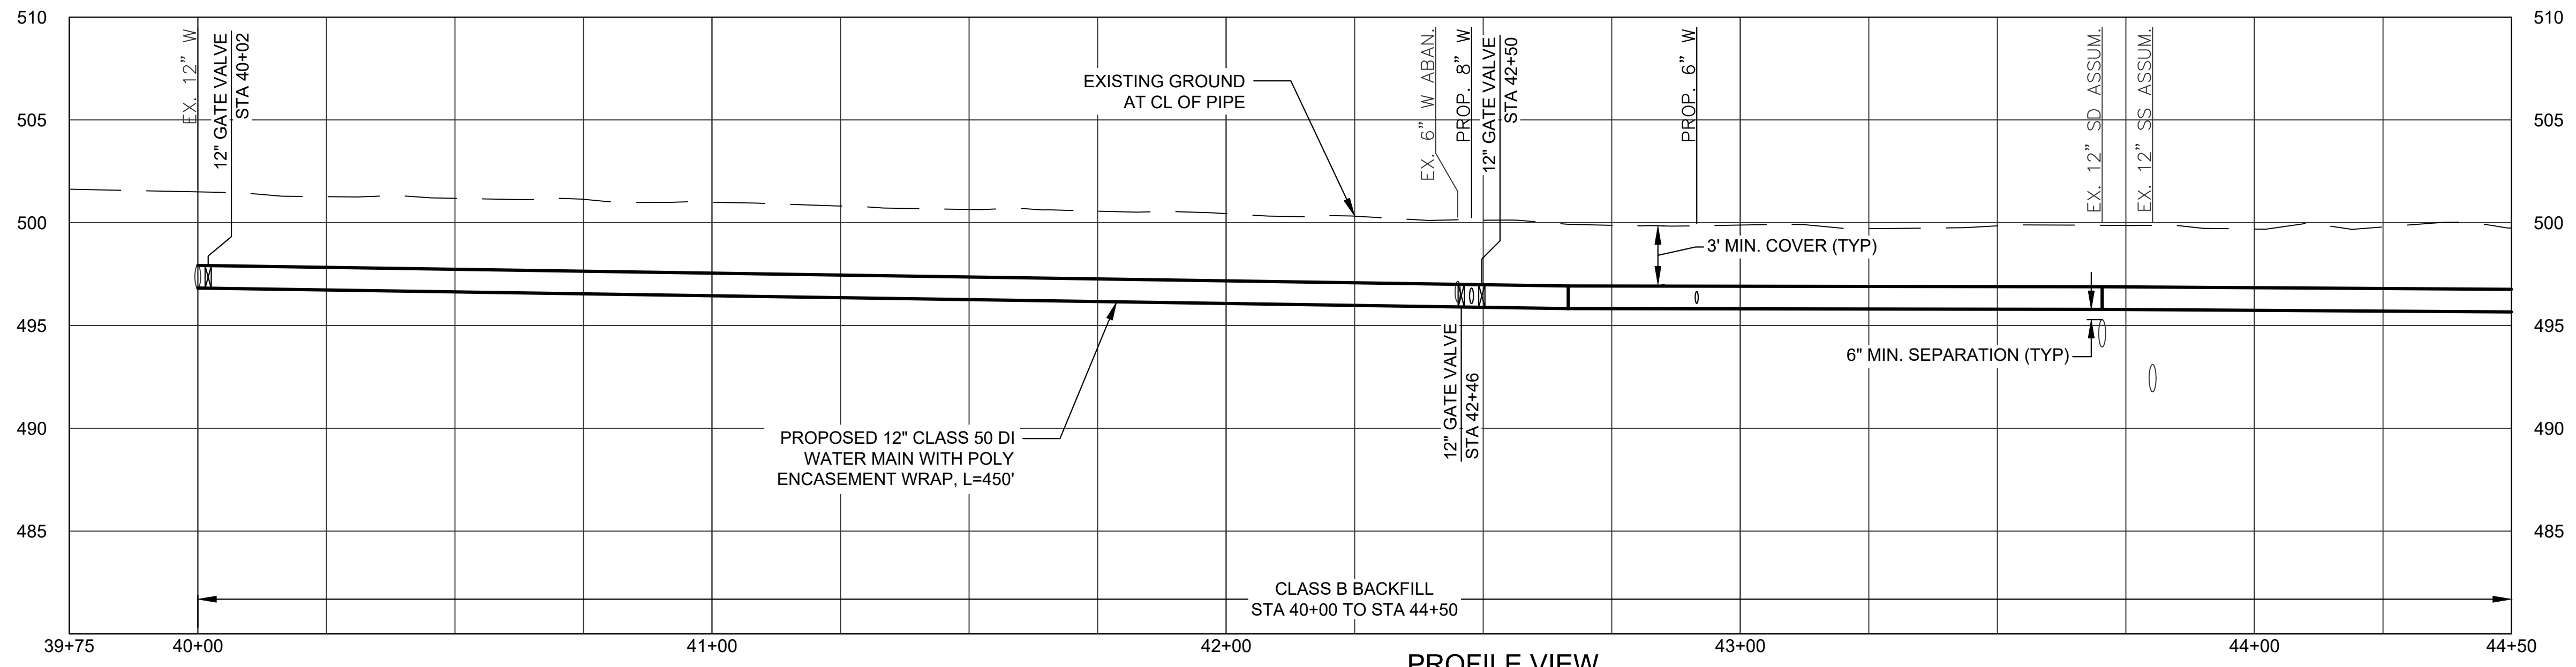 510
505
500
495
490
485
EX. 12” W
12" GATE VALVE
STA 40+02
EXISTING GROUND
AT CL OF PIPE
EX. 6” W ABAN.
PROP. 8” W
12" GATE VALVE
STA 42+50
PROP. 6” W
EX. 12” SD ASSUM.
EX. 12” SS ASSUM.
3' MIN. COVER (TYP)
6" MIN. SEPARATION (TYP)
12" GATE VALVE
STA 42+46
PROPOSED 12" CLASS 50 DI
WATER MAIN WITH POLY
ENCASEMENT WRAP, L=450'
CLASS B BACKFILL
STA 40+00 TO STA 44+50
510
505
500
495
490
485
39+75
40+00
41+00
42+00
43+00
44+00
44+50
PROFILE VIEW